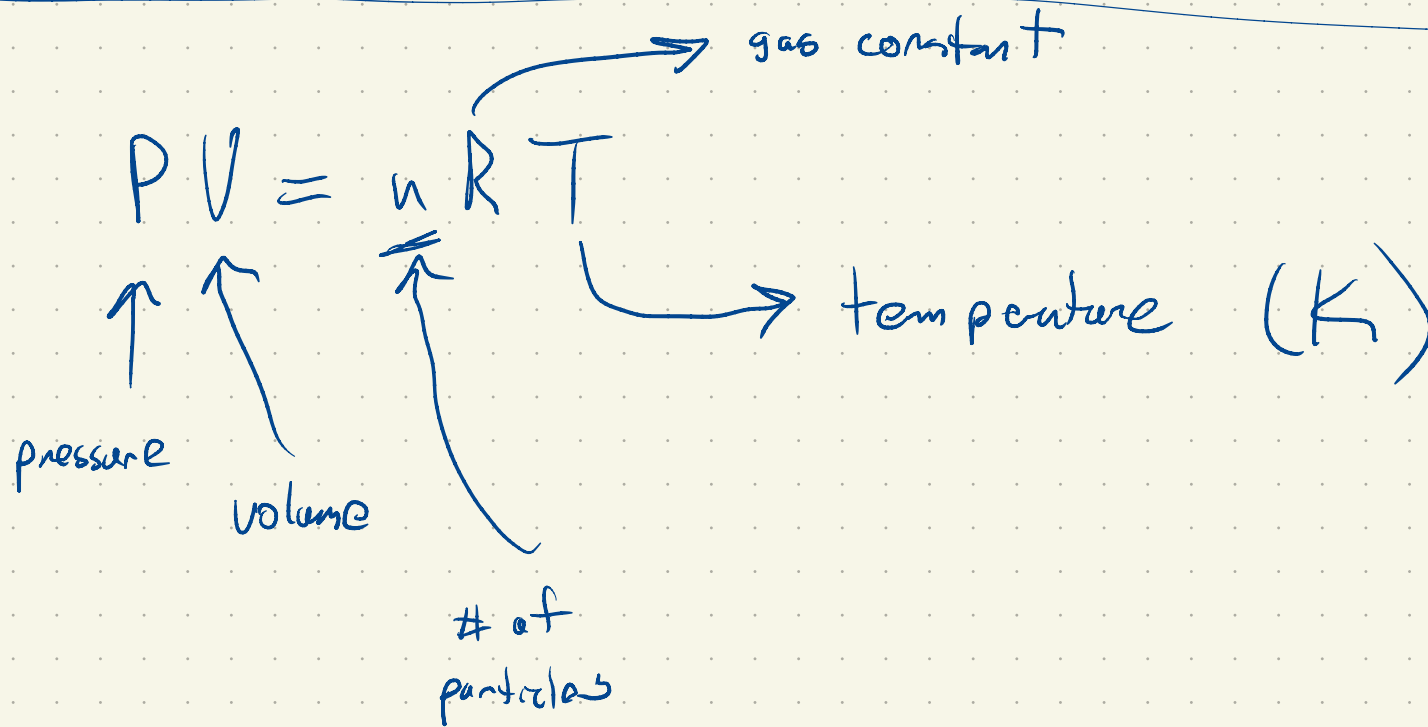 gas constant
PV = nRT
temperature (K)
pressure
volume
# of
particles